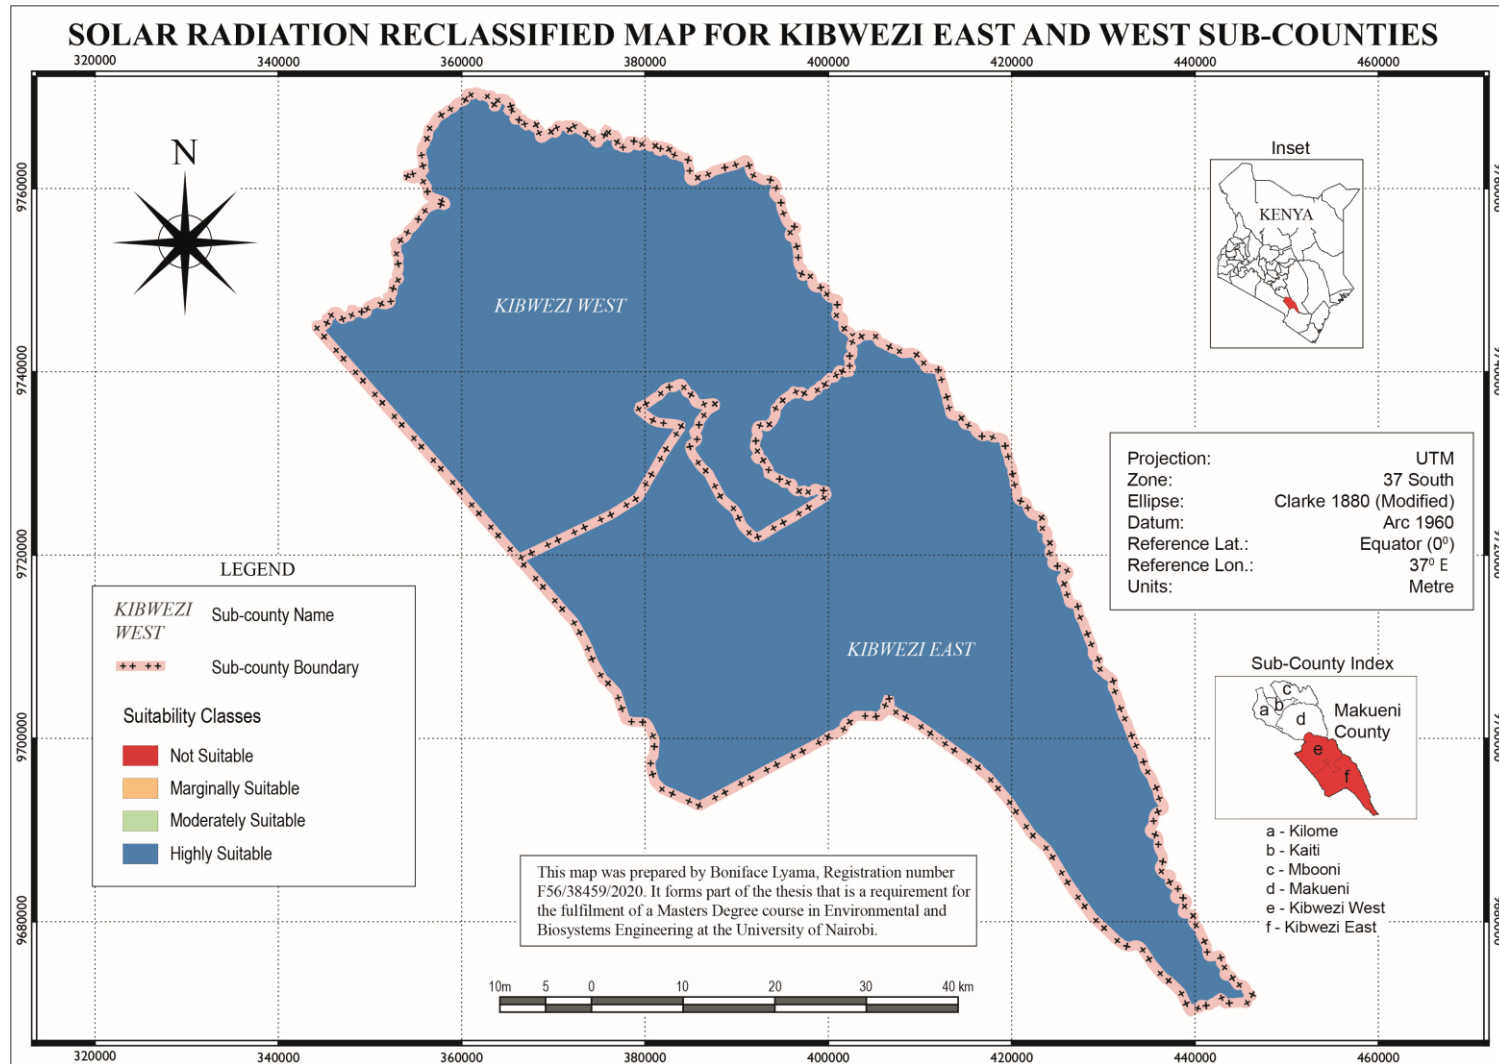 SOLAR RADIATION RECLASSIFIED MAP FOR KIBWEZI EAST AND WEST SUB-COUNTIES
320000 340000 360000 380000 400000 420000 440000 460000
N
Inset
KENYA
9760000 9760000
KIBWEZI WEST
9740000 9740000
Projection: UTM
Zone: 37 South
Ellipse: Clarke 1880 (Modified)
Datum: Arc 1960
Reference Lat.: Equator (0⁰)
Reference Lon.: 37⁰ E
Units: Metre
9720000 9720000
LEGEND
KIBWEZI
WEST
Sub-county Name
Sub-county Boundary
Suitability Classes
Not Suitable
Marginally Suitable
Moderately Suitable
Highly Suitable
KIBWEZI EAST
Sub-County Index
Makueni
County
a
b
c
d
e
f
9700000 9700000
a - Kilome
b - Kaiti
c - Mbooni
d - Makueni
e - Kibwezi West
f - Kibwezi East
This map was prepared by Boniface Lyama, Registration number
F56/38459/2020. It forms part of the thesis that is a requirement for
the fulfilment of a Masters Degree course in Environmental and
Biosystems Engineering at the University of Nairobi.
9680000 9680000
10m 5 0 10 20 30 40 km
320000 340000 360000 380000 400000 420000 440000 460000